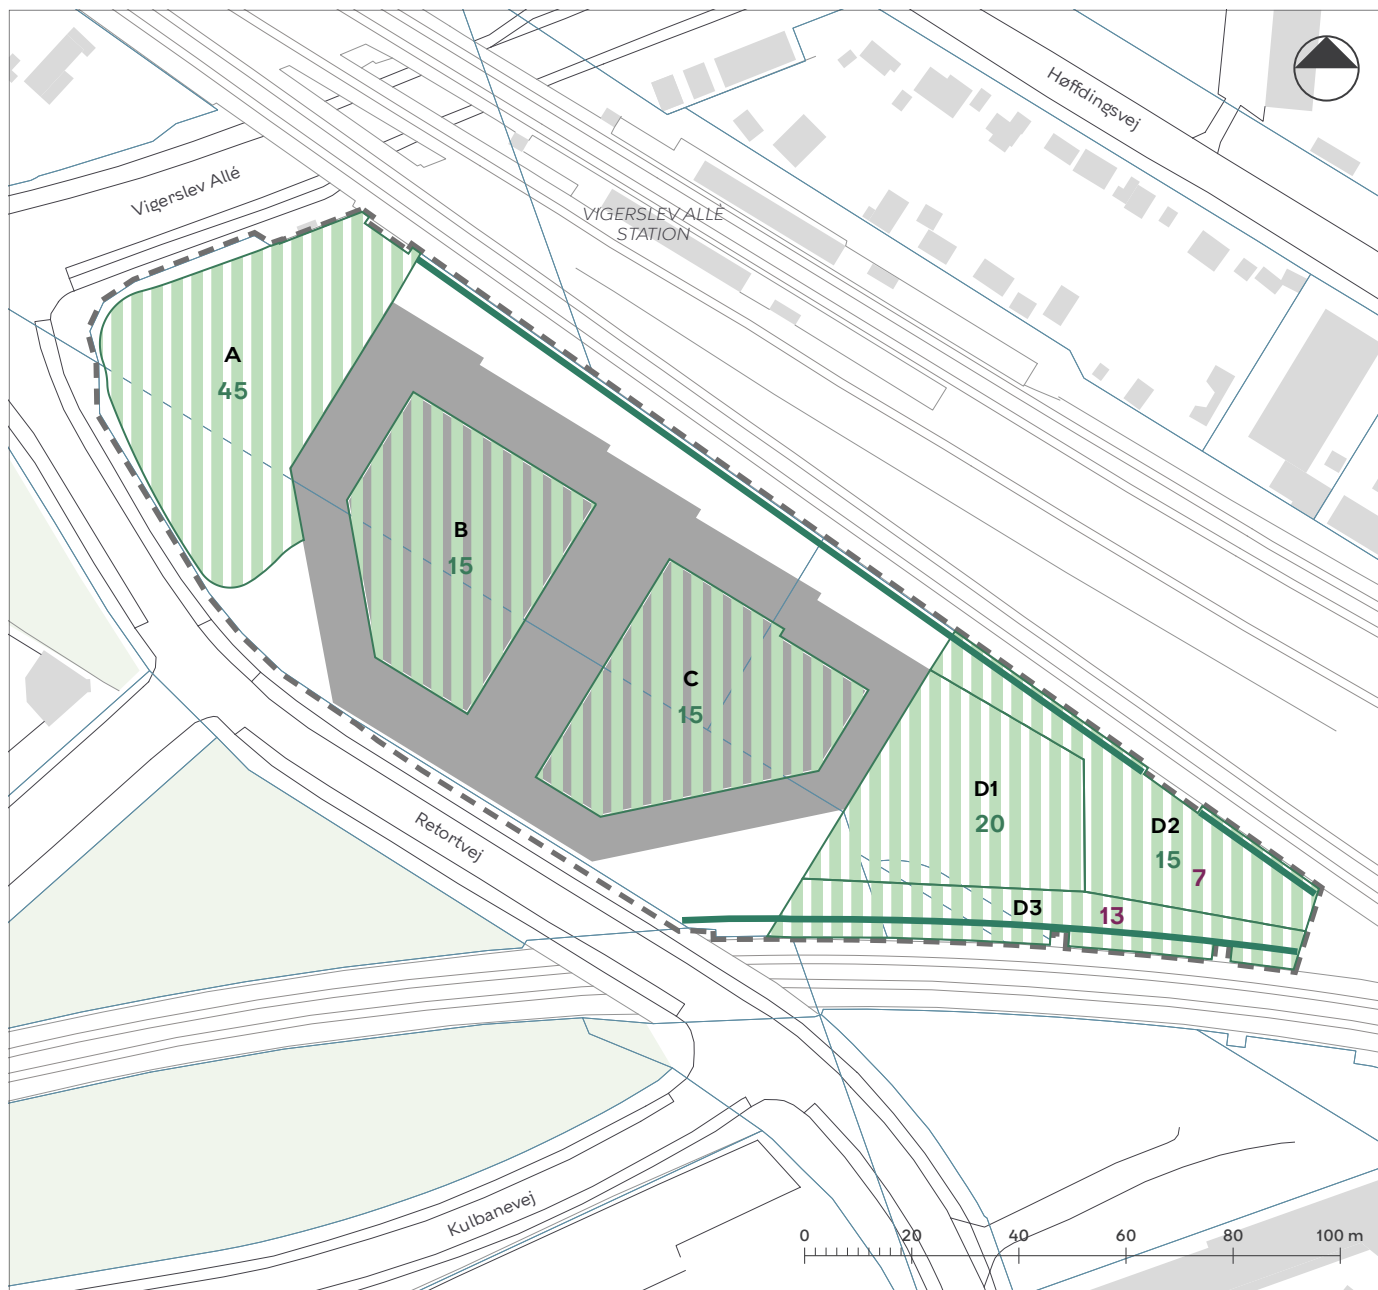 Høffdingsvej
Vigerslev Allé
VIGERSLEV ALLÈ
STATION
A
45
B
15
C
15
D1
20
D2
15
7
D3
13
Retortvej
Kulbanevej
0 20 40 60 80 100 m